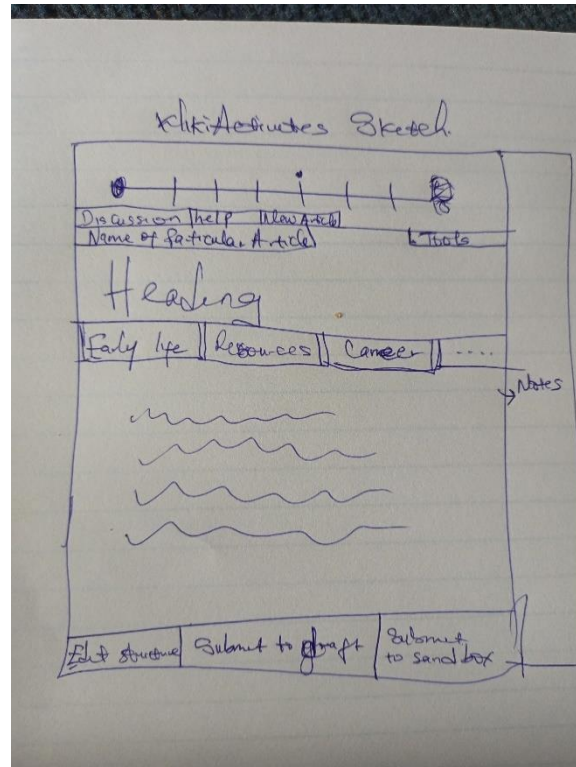 WikiActivites Sketch.
Discussion help New Article
Name of Particular Article Tools
Heading
Early life Resources Career ....
Notes
Edit structure Submit to draft Submit to sandbox